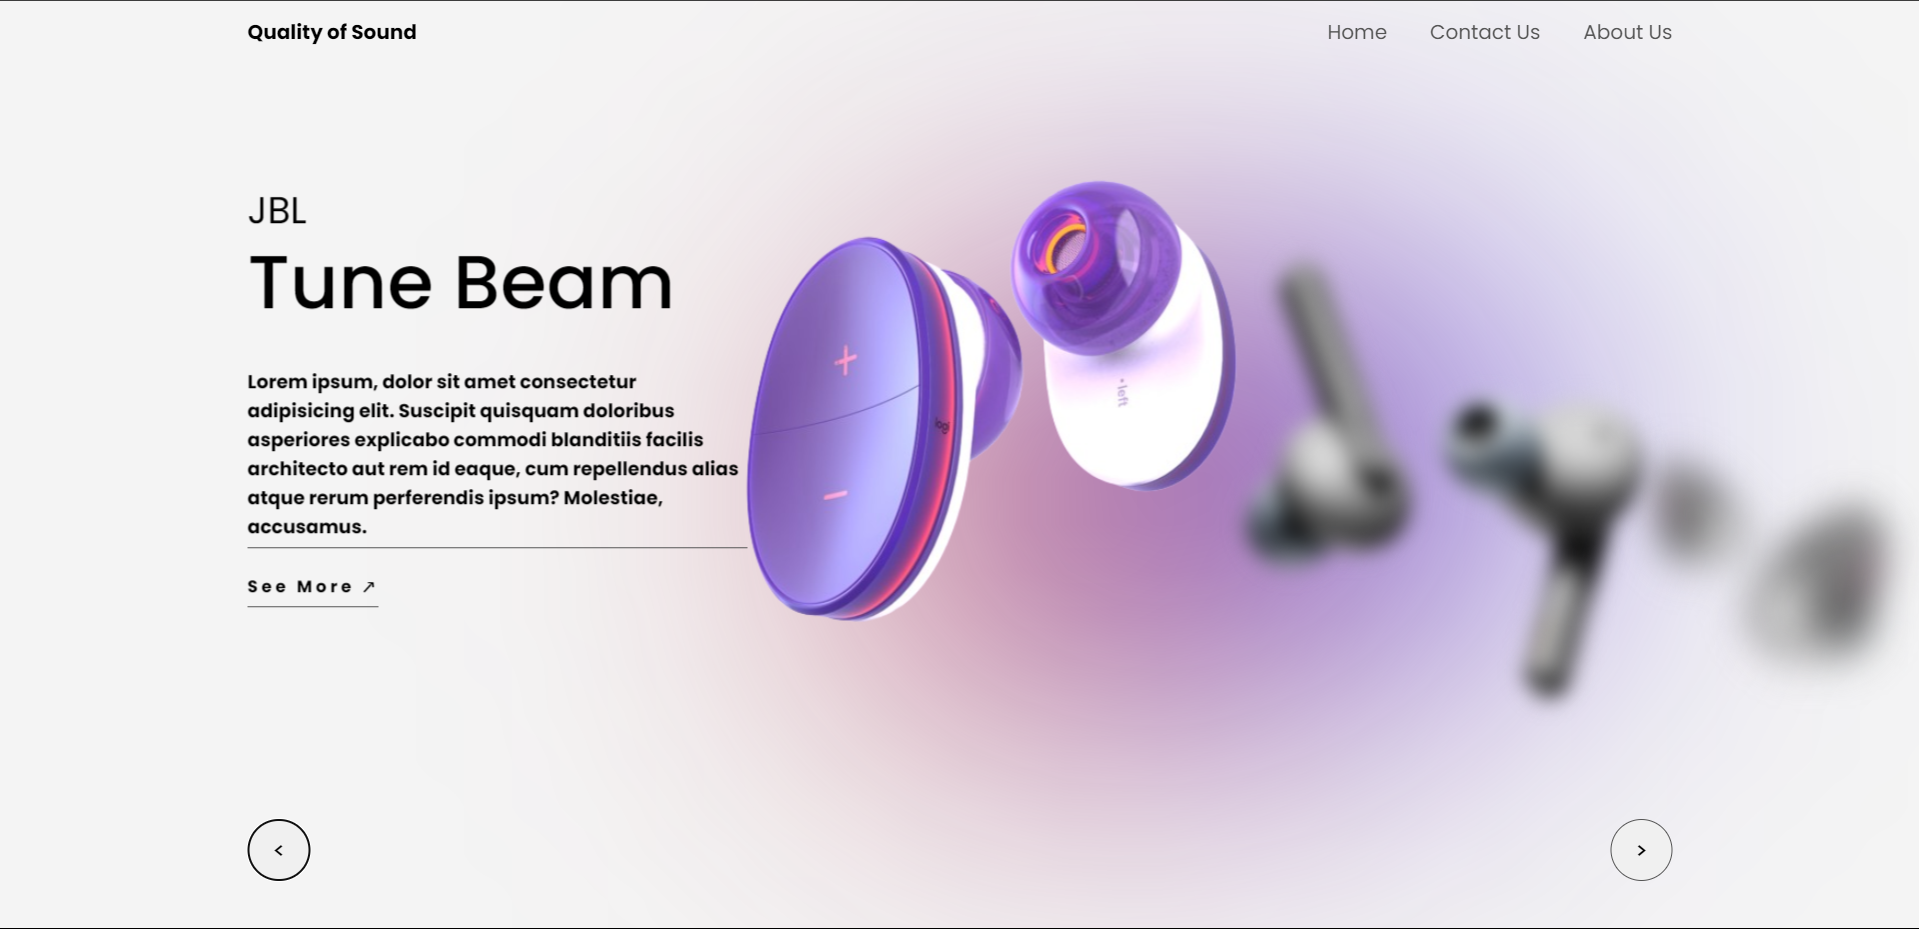 Quality of Sound
Home Contact Us About Us
JBL
Tune Beam
Lorem ipsum, dolor sit amet consectetur
adipisicing elit. Suscipit quisquam doloribus
asperiores explicabo commodi blanditiis facilis
architecto aut rem id eaque, cum repellendus alias
atque rerum perferendis ipsum? Molestiae,
accusamus.
See More ↗
+
−
logi
• left
< >